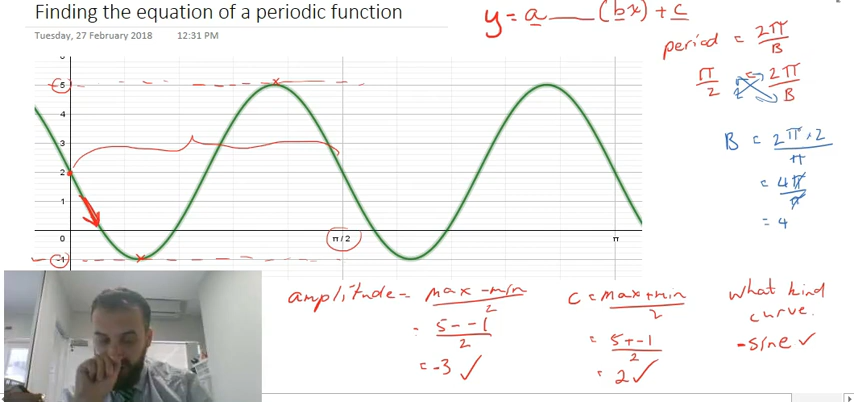 Finding the equation of a periodic function
Tuesday, 27 February 2018 12:31 PM
y = a ___ (bx) + c
period = 2π/B
π/2 = 2π/B
B = 2π×2/π
= 4π/π
= 4
6
5
4
3
2
0
π / 2
π
-1
amplitude = max - min / 2
= 5 - -1 / 2
= -3 ✓
c = max + min / 2
= 5 + -1 / 2
= 2 ✓
what kind
curve.
-sine ✓